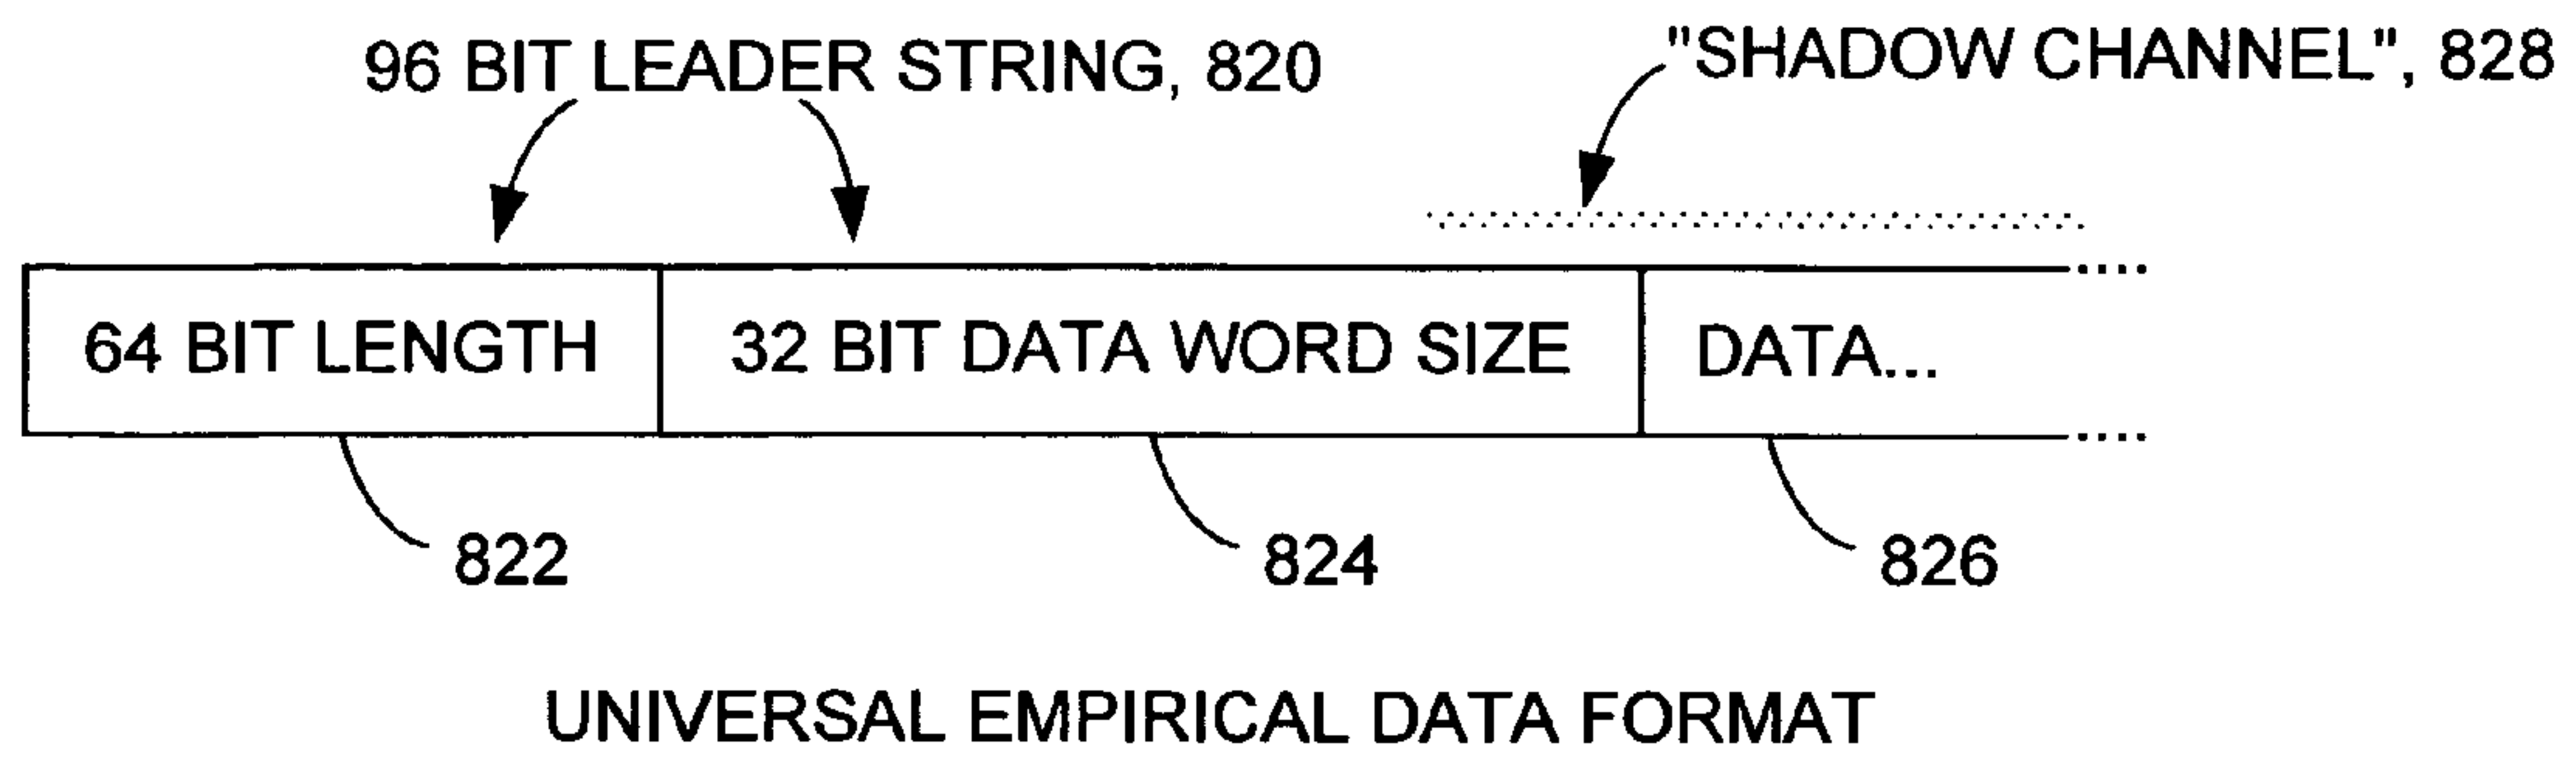 96 BIT LEADER STRING, 820
"SHADOW CHANNEL", 828
64 BIT LENGTH
32 BIT DATA WORD SIZE
DATA...
822
824
826
UNIVERSAL EMPIRICAL DATA FORMAT